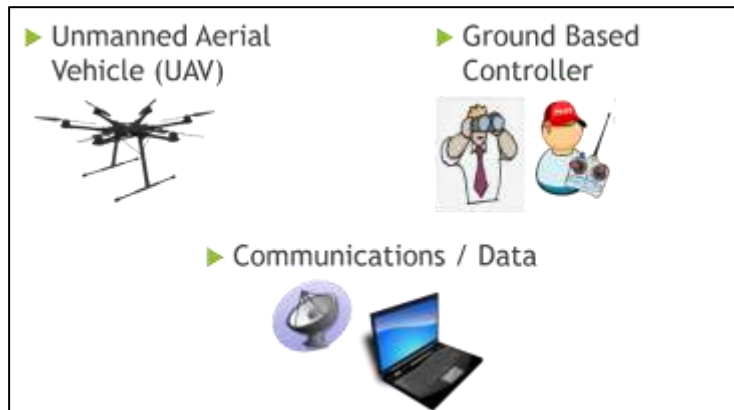 Unmanned Aerial
Vehicle (UAV)
Ground Based
Controller
Communications / Data